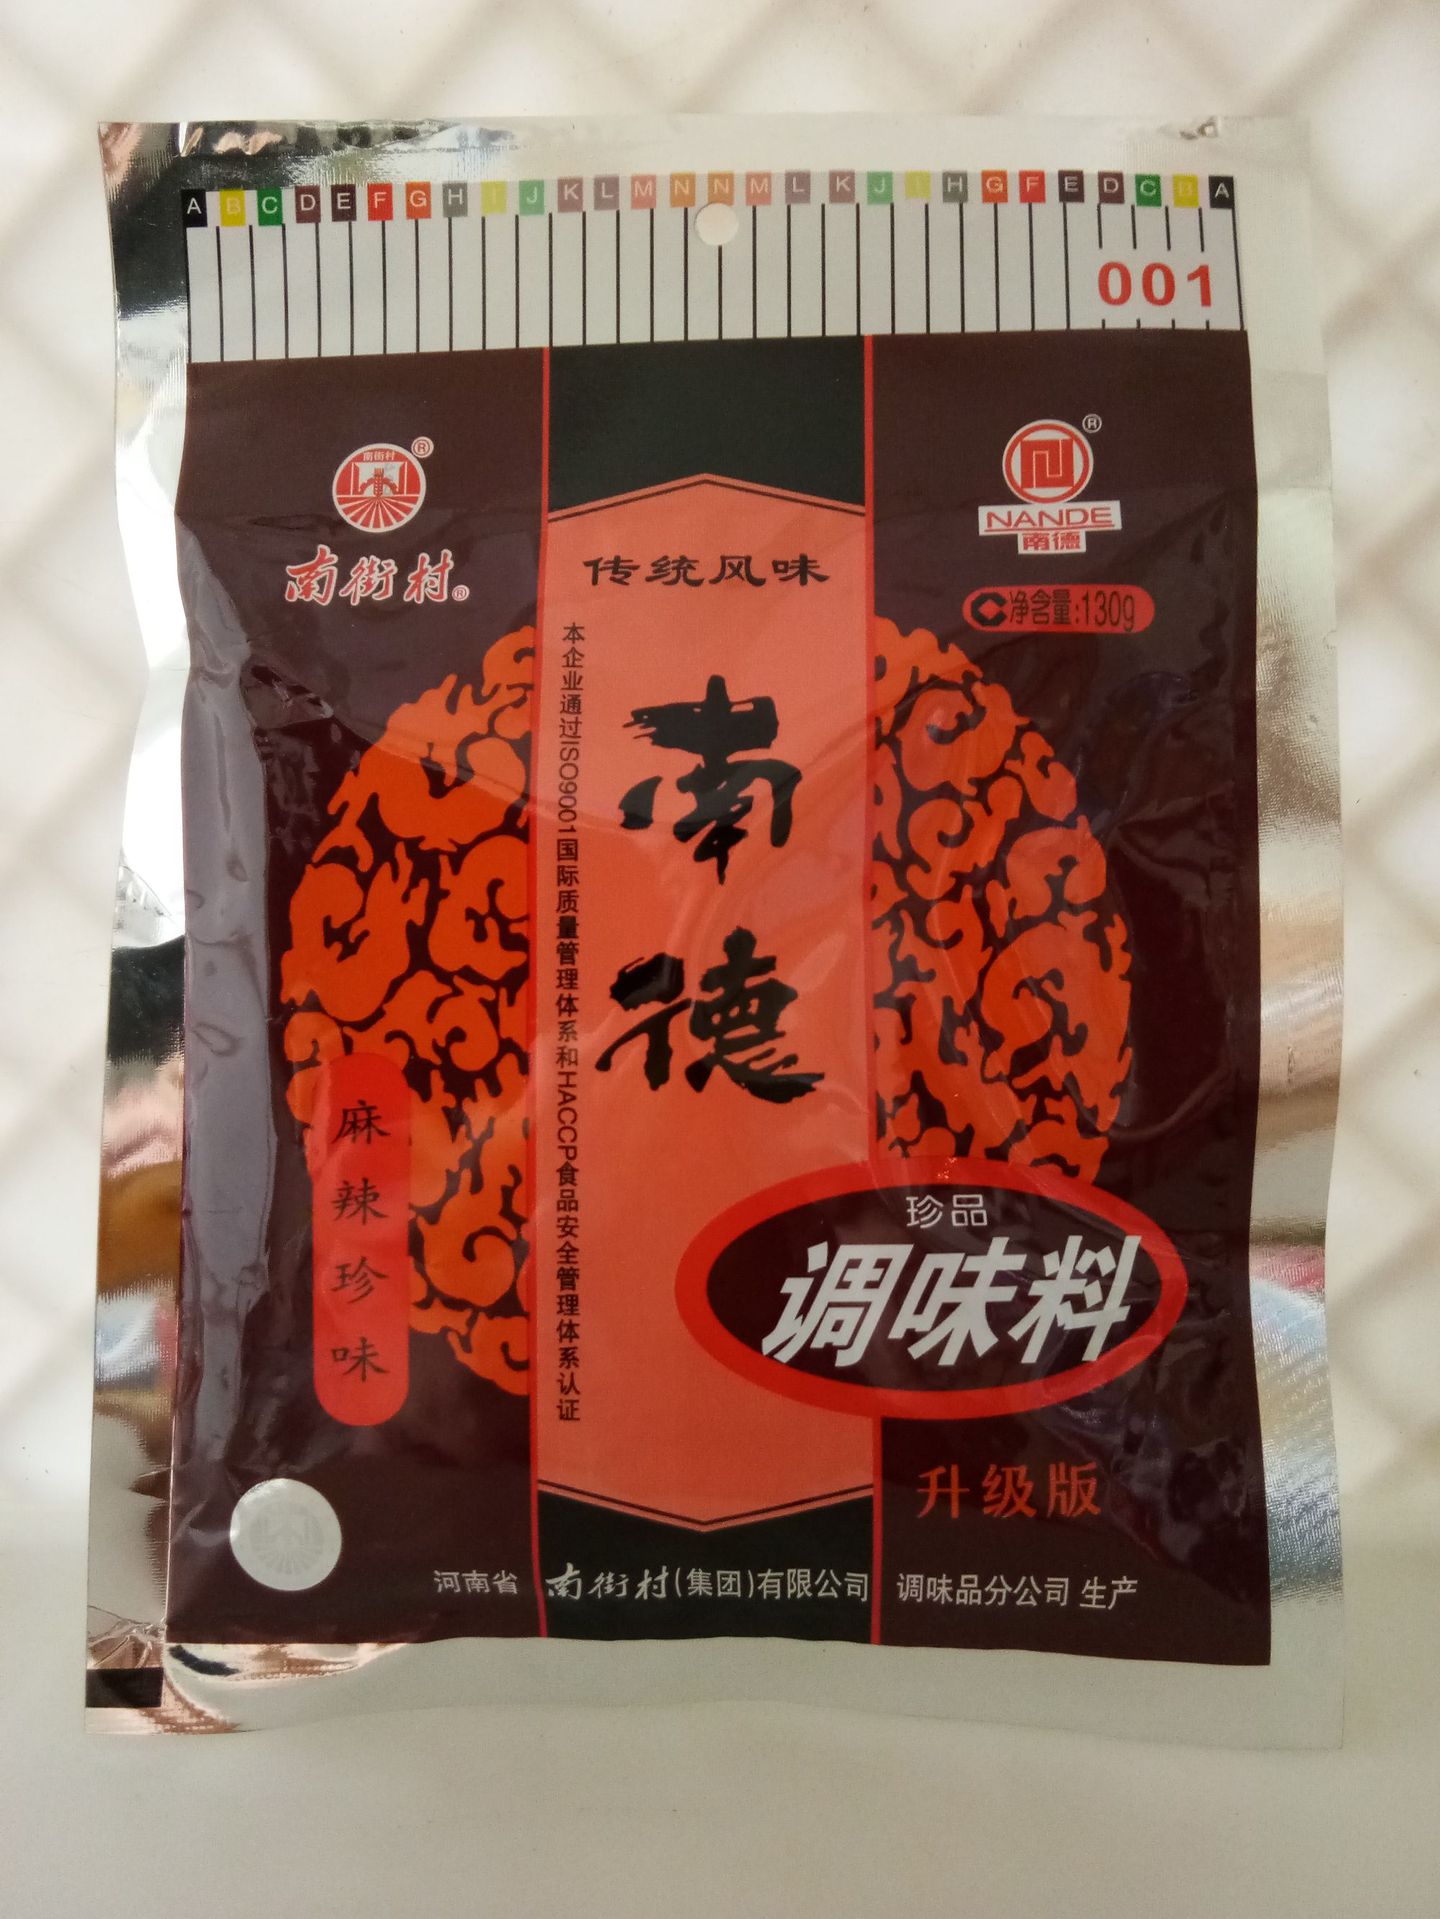 A B C D E F G H I J K L M N N M L K J I H G F E D C B A
001
南街村
®
南街村®
®
NANDE
南德
净含量:130g
传统风味
本企业通过ISO9001国际质量管理体系和HACCP食品安全管理体系认证
南德
麻辣珍味
珍品
调味料
升级版
河南省 南街村(集团)有限公司 调味品分公司 生产